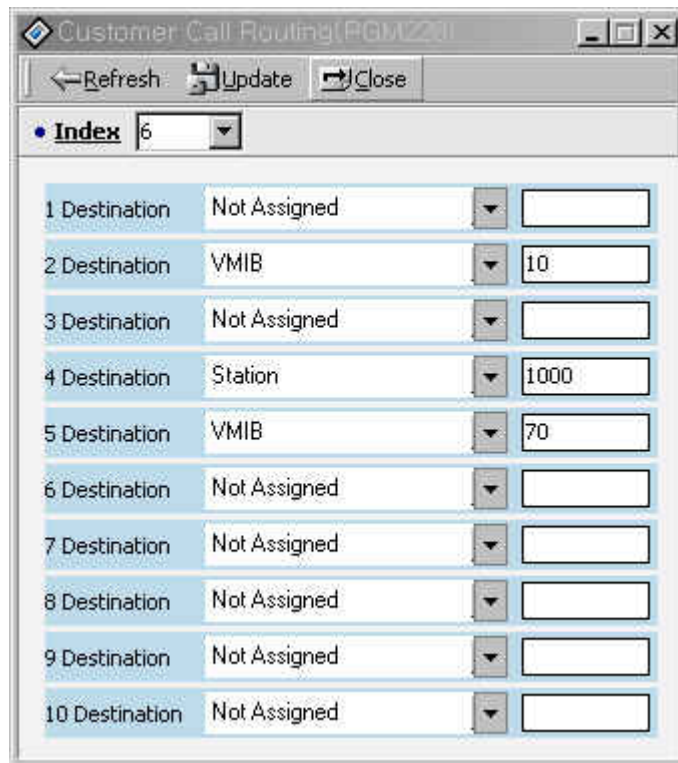 Customer Call Routing(PGM228)
Refresh Update Close
• Index 6
1 Destination Not Assigned
2 Destination VMIB 10
3 Destination Not Assigned
4 Destination Station 1000
5 Destination VMIB 70
6 Destination Not Assigned
7 Destination Not Assigned
8 Destination Not Assigned
9 Destination Not Assigned
10 Destination Not Assigned